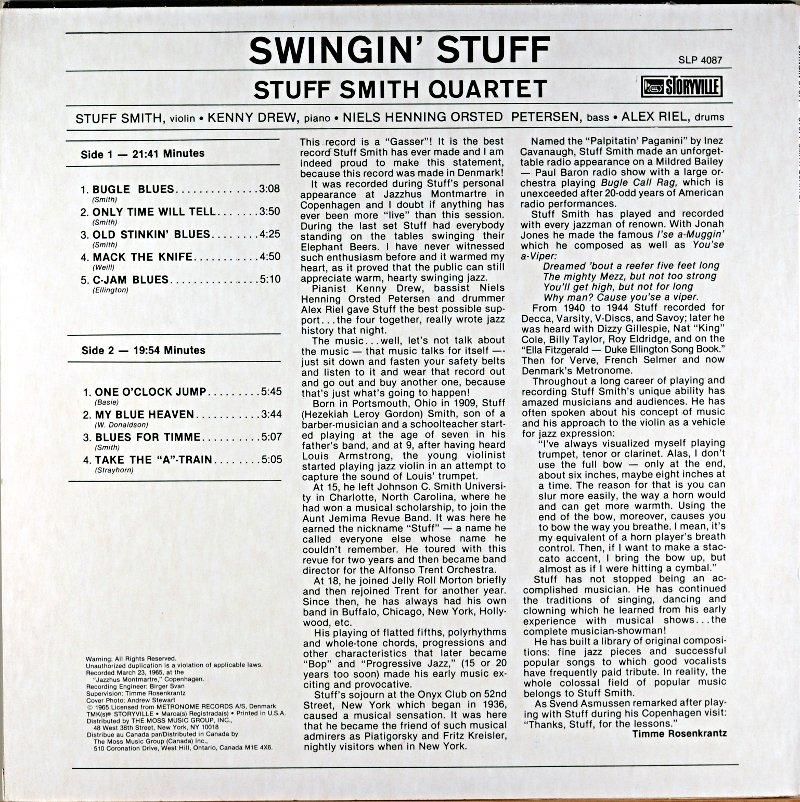 SWINGIN' STUFF
SLP 4087
STUFF SMITH QUARTET
STORYVILLE
STUFF SMITH, violin • KENNY DREW, piano • NIELS HENNING ORSTED PETERSEN, bass • ALEX RIEL, drums
Side 1 — 21:41 Minutes
1. BUGLE BLUES.............3:08
(Smith)
2. ONLY TIME WILL TELL.......3:50
(Smith)
3. OLD STINKIN' BLUES........4:25
(Smith)
4. MACK THE KNIFE...........4:50
(Weill)
5. C-JAM BLUES..............5:10
(Ellington)
Side 2 — 19:54 Minutes
1. ONE O'CLOCK JUMP.........5:45
(Basie)
2. MY BLUE HEAVEN..........3:44
(W. Donaldson)
3. BLUES FOR TIMME.........5:07
(Smith)
4. TAKE THE “A”-TRAIN........5:05
(Strayhorn)
Warning: All Rights Reserved.
Unauthorized duplication is a violation of applicable laws.
Recorded March 23, 1965, at the
“Jazzhus Montmartre,” Copenhagen.
Recording Engineer: Birger Svan
Supervision: Timme Rosenkrantz
Cover Photo: Andrew Stewart
© 1965 Licensed from METRONOME RECORDS A/S, Denmark
TMK(s)® STORYVILLE • Marca(s) Registrada(s) • Printed in U.S.A.
Distributed by THE MOSS MUSIC GROUP, INC.,
48 West 38th Street, New York, NY 10018
Distribue au Canada par/Distributed in Canada by
The Moss Music Group (Canada) Inc.,
510 Coronation Drive, West Hill, Ontario, Canada M1E 4X6.
This record is a “Gasser”! It is the best
record Stuff Smith has ever made and I am
indeed proud to make this statement,
because this record was made in Denmark!
It was recorded during Stuff's personal
appearance at Jazzhus Montmartre in
Copenhagen and I doubt if anything has
ever been more “live” than this session.
During the last set Stuff had everybody
standing on the tables swinging their
Elephant Beers. I have never witnessed
such enthusiasm before and it warmed my
heart, as it proved that the public can still
appreciate warm, hearty swinging jazz.
Pianist Kenny Drew, bassist Niels
Henning Orsted Petersen and drummer
Alex Riel gave Stuff the best possible sup-
port...the four together, really wrote jazz
history that night.
The music...well, let's not talk about
the music — that music talks for itself —
just sit down and fasten your safety belts
and listen to it and wear that record out
and go out and buy another one, because
that's just what's going to happen!
Born in Portsmouth, Ohio in 1909, Stuff
(Hezekiah Leroy Gordon) Smith, son of a
barber-musician and a schoolteacher start-
ed playing at the age of seven in his
father's band, and at 9, after having heard
Louis Armstrong, the young violinist
started playing jazz violin in an attempt to
capture the sound of Louis' trumpet.
At 15, he left Johnson C. Smith Universi-
ty in Charlotte, North Carolina, where he
had won a musical scholarship, to join the
Aunt Jemima Revue Band. It was here he
earned the nickname “Stuff” — a name he
called everyone else whose name he
couldn't remember. He toured with this
revue for two years and then became band
director for the Alfonso Trent Orchestra.
At 18, he joined Jelly Roll Morton briefly
and then rejoined Trent for another year.
Since then, he has always had his own
band in Buffalo, Chicago, New York, Holly-
wood, etc.
His playing of flatted fifths, polyrhythms
and whole-tone chords, progressions and
other characteristics that later became
“Bop” and “Progressive Jazz,” (15 or 20
years too soon) made his early music ex-
citing and provocative.
Stuff's sojourn at the Onyx Club on 52nd
Street, New York which began in 1936,
caused a musical sensation. It was here
that he became the friend of such musical
admirers as Piatigorsky and Fritz Kreisler,
nightly visitors when in New York.
Named the “Palpitatin' Paganini” by Inez
Cavanaugh, Stuff Smith made an unforget-
table radio appearance on a Mildred Bailey
— Paul Baron radio show with a large or-
chestra playing Bugle Call Rag, which is
unexceeded after 20-odd years of American
radio performances.
Stuff Smith has played and recorded
with every jazzman of renown. With Jonah
Jones he made the famous I'se a-Muggin'
which he composed as well as You'se
a-Viper:
Dreamed 'bout a reefer five feet long
The mighty Mezz, but not too strong
You'll get high, but not for long
Why man? Cause you'se a viper.
From 1940 to 1944 Stuff recorded for
Decca, Varsity, V-Discs, and Savoy; later he
was heard with Dizzy Gillespie, Nat “King”
Cole, Billy Taylor, Roy Eldridge, and on the
“Ella Fitzgerald — Duke Ellington Song Book.”
Then for Verve, French Selmer and now
Denmark's Metronome.
Throughout a long career of playing and
recording Stuff Smith's unique ability has
amazed musicians and audiences. He has
often spoken about his concept of music
and his approach to the violin as a vehicle
for jazz expression:
“I've always visualized myself playing
trumpet, tenor or clarinet. Alas, I don't
use the full bow — only at the end,
about six inches, maybe eight inches at
a time. The reason for that is you can
slur more easily, the way a horn would
and can get more warmth. Using the
end of the bow, moreover, causes you
to bow the way you breathe. I mean, it's
my equivalent of a horn player's breath
control. Then, if I want to make a stac-
cato accent, I bring the bow up, but
almost as if I were hitting a cymbal.”
Stuff has not stopped being an ac-
complished musician. He has continued
the traditions of singing, dancing and
clowning which he learned from his early
experience with musical shows...the
complete musician-showman!
He has built a library of original composi-
tions: fine jazz pieces and successful
popular songs to which good vocalists
have frequently paid tribute. In reality, the
whole colossal field of popular music
belongs to Stuff Smith.
As Svend Asmussen remarked after play-
ing with Stuff during his Copenhagen visit:
“Thanks, Stuff, for the lessons.”
Timme Rosenkrantz